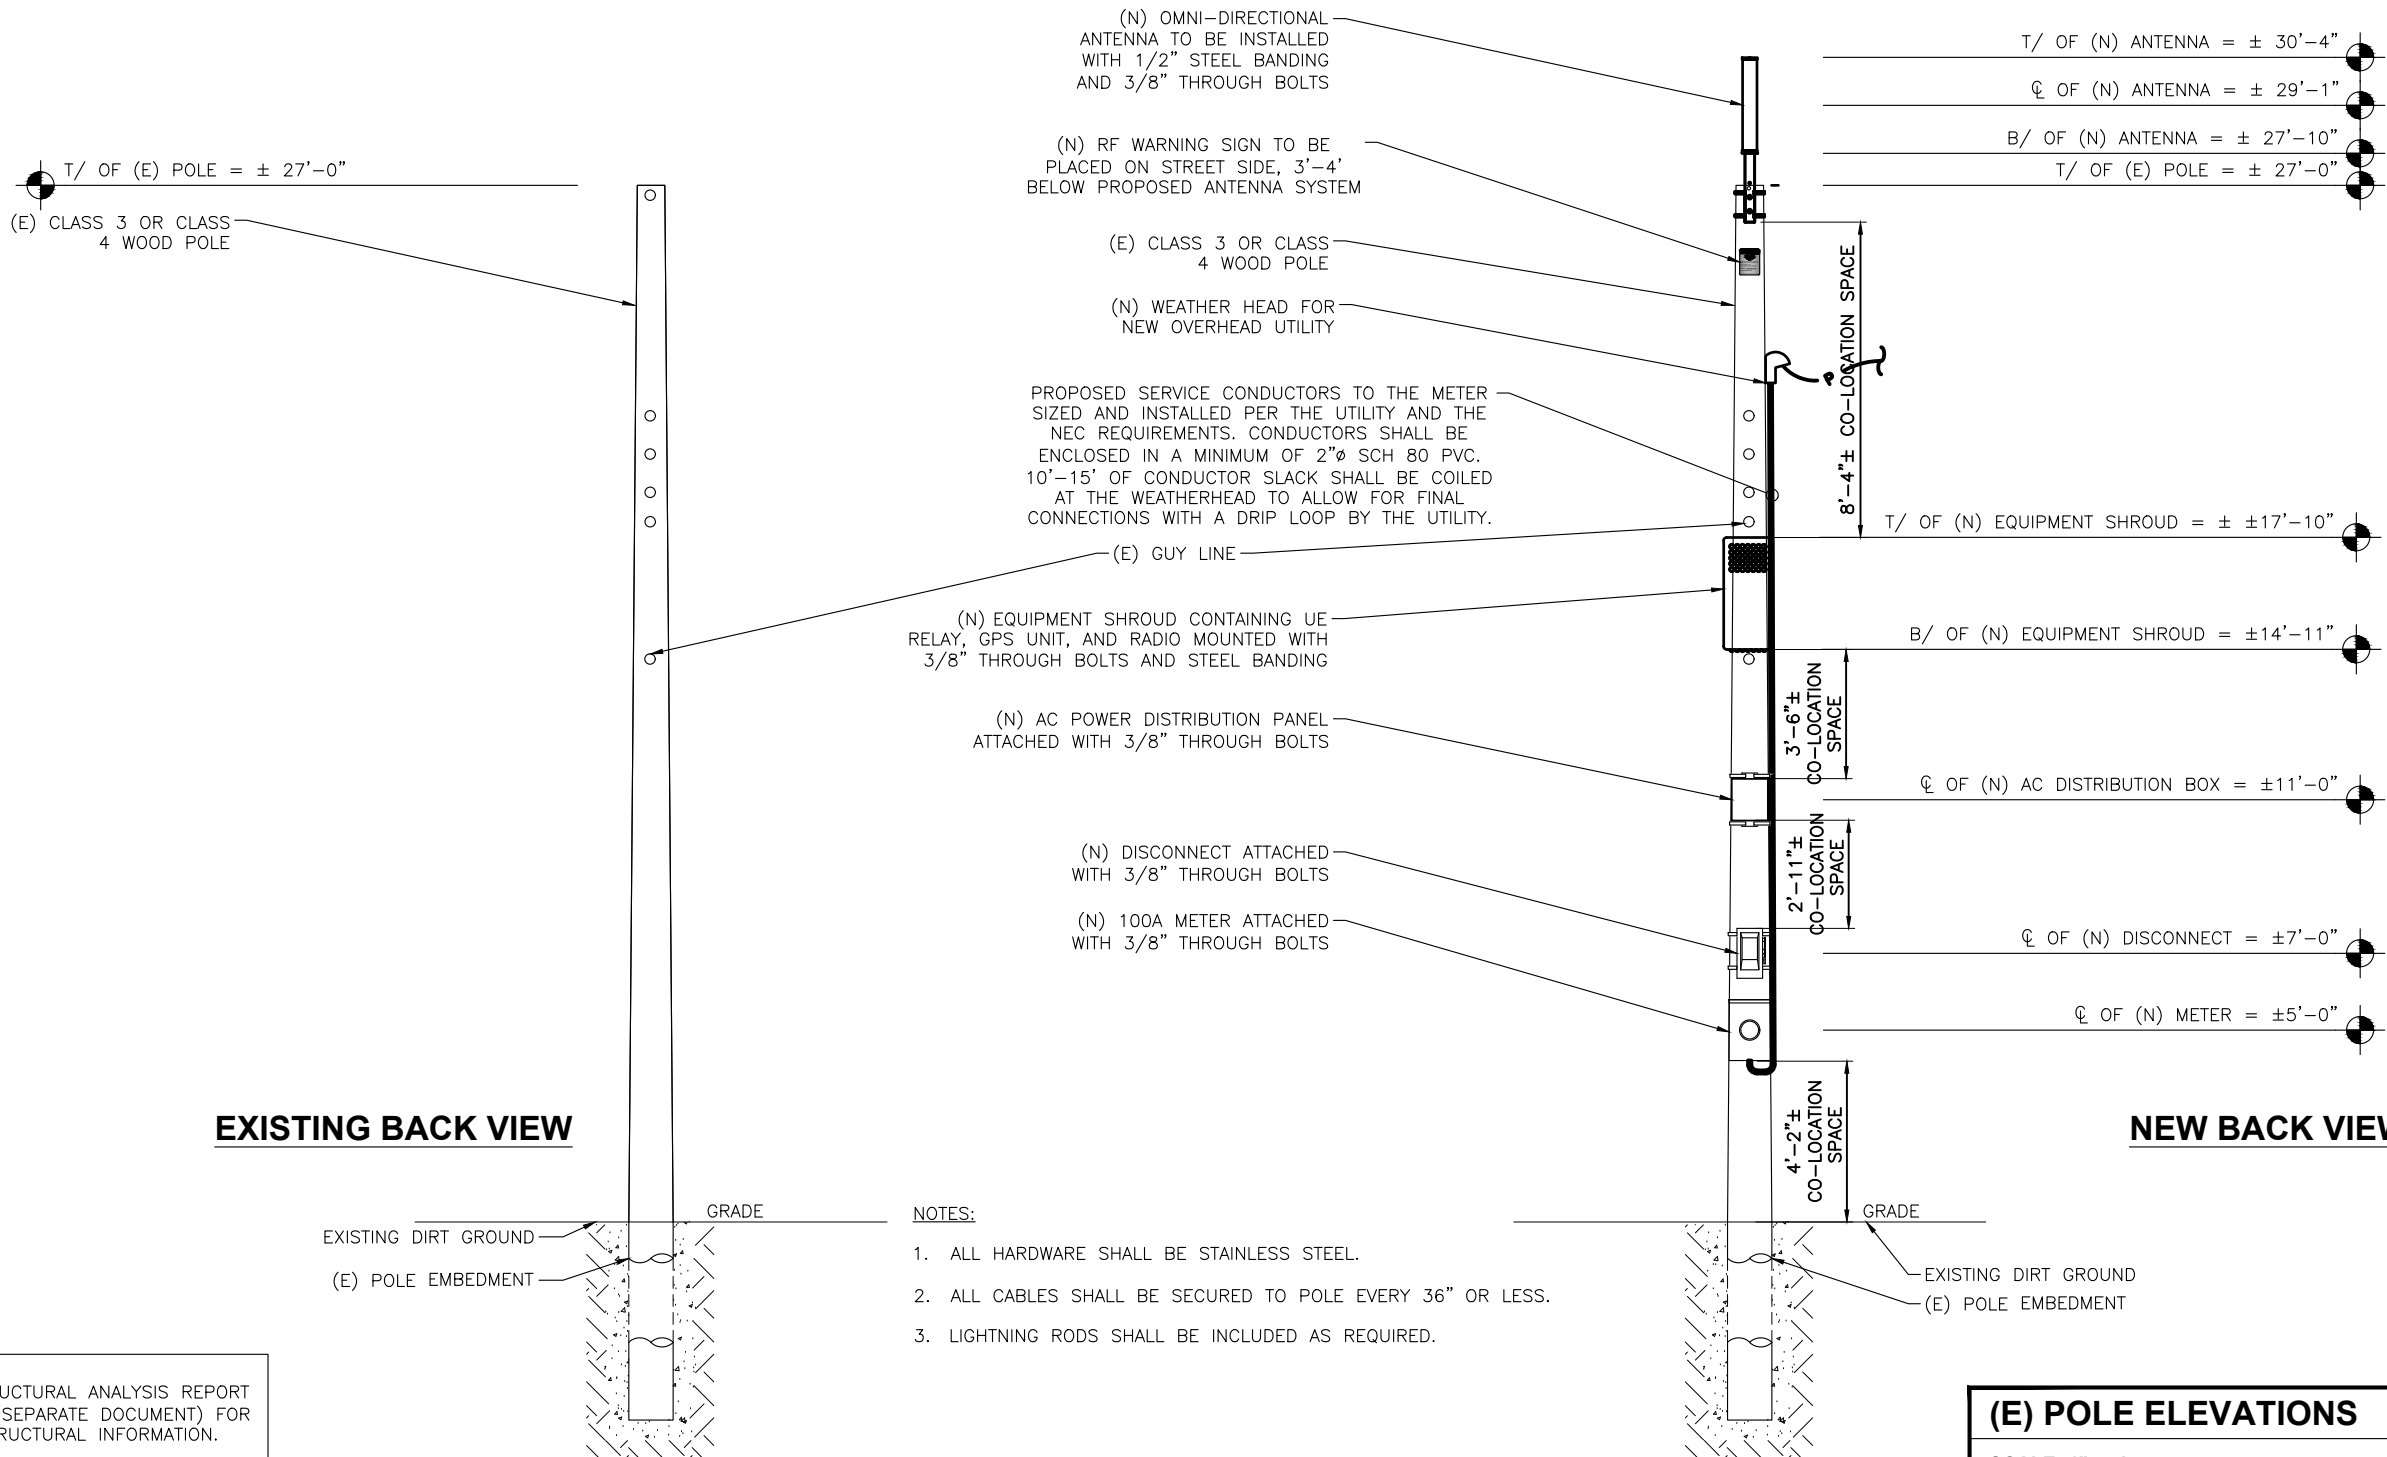 T/ OF (E) POLE = ± 27'-0"
(E) CLASS 3 OR CLASS
4 WOOD POLE
EXISTING BACK VIEW
GRADE
EXISTING DIRT GROUND
(E) POLE EMBEDMENT
UCTURAL ANALYSIS REPORT
SEPARATE DOCUMENT) FOR
RUCTURAL INFORMATION.
(N) OMNI-DIRECTIONAL
ANTENNA TO BE INSTALLED
WITH 1/2" STEEL BANDING
AND 3/8" THROUGH BOLTS
(N) RF WARNING SIGN TO BE
PLACED ON STREET SIDE, 3'-4'
BELOW PROPOSED ANTENNA SYSTEM
(E) CLASS 3 OR CLASS
4 WOOD POLE
(N) WEATHER HEAD FOR
NEW OVERHEAD UTILITY
PROPOSED SERVICE CONDUCTORS TO THE METER
SIZED AND INSTALLED PER THE UTILITY AND THE
NEC REQUIREMENTS. CONDUCTORS SHALL BE
ENCLOSED IN A MINIMUM OF 2"ø SCH 80 PVC.
10'-15' OF CONDUCTOR SLACK SHALL BE COILED
AT THE WEATHERHEAD TO ALLOW FOR FINAL
CONNECTIONS WITH A DRIP LOOP BY THE UTILITY.
(E) GUY LINE
(N) EQUIPMENT SHROUD CONTAINING UE
RELAY, GPS UNIT, AND RADIO MOUNTED WITH
3/8" THROUGH BOLTS AND STEEL BANDING
(N) AC POWER DISTRIBUTION PANEL
ATTACHED WITH 3/8" THROUGH BOLTS
(N) DISCONNECT ATTACHED
WITH 3/8" THROUGH BOLTS
(N) 100A METER ATTACHED
WITH 3/8" THROUGH BOLTS
NOTES:
1. ALL HARDWARE SHALL BE STAINLESS STEEL.
2. ALL CABLES SHALL BE SECURED TO POLE EVERY 36" OR LESS.
3. LIGHTNING RODS SHALL BE INCLUDED AS REQUIRED.
P
8'-4"± CO-LOCATION SPACE
3'-6"±
CO-LOCATION
SPACE
2'-11"±
CO-LOCATION
SPACE
4'-2"±
CO-LOCATION
SPACE
T/ OF (N) ANTENNA = ± 30'-4"
℄ OF (N) ANTENNA = ± 29'-1"
B/ OF (N) ANTENNA = ± 27'-10"
T/ OF (E) POLE = ± 27'-0"
T/ OF (N) EQUIPMENT SHROUD = ± ±17'-10"
B/ OF (N) EQUIPMENT SHROUD = ±14'-11"
℄ OF (N) AC DISTRIBUTION BOX = ±11'-0"
℄ OF (N) DISCONNECT = ±7'-0"
℄ OF (N) METER = ±5'-0"
NEW BACK VIEW
GRADE
EXISTING DIRT GROUND
(E) POLE EMBEDMENT
(E) POLE ELEVATIONS